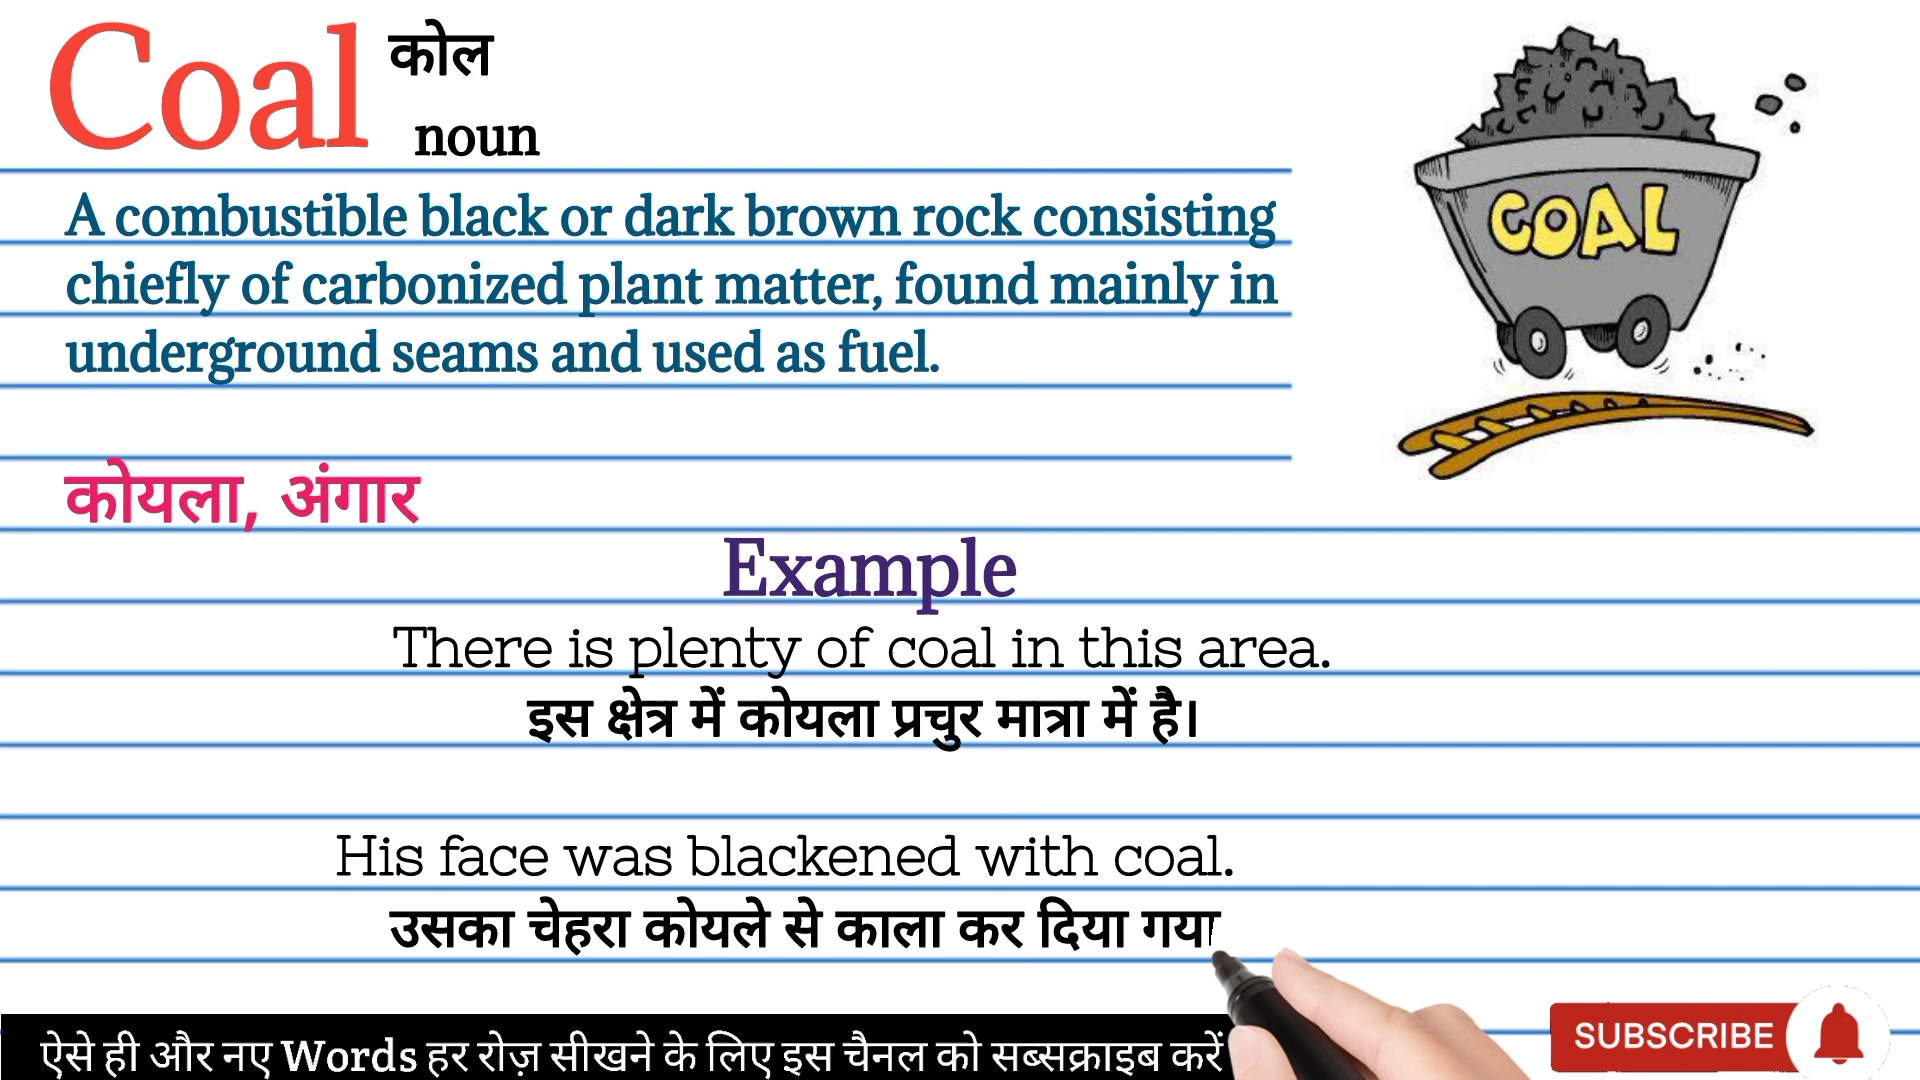 Coal
कोल
noun
COAL
A combustible black or dark brown rock consisting
chiefly of carbonized plant matter, found mainly in
underground seams and used as fuel.
कोयला, अंगार
Example
There is plenty of coal in this area.
इस क्षेत्र में कोयला प्रचुर मात्रा में है।
His face was blackened with coal.
उसका चेहरा कोयले से काला कर दिया गया
ऐसे ही और नए Words हर रोज़ सीखने के लिए इस चैनल को सब्सक्राइब करें
SUBSCRIBE